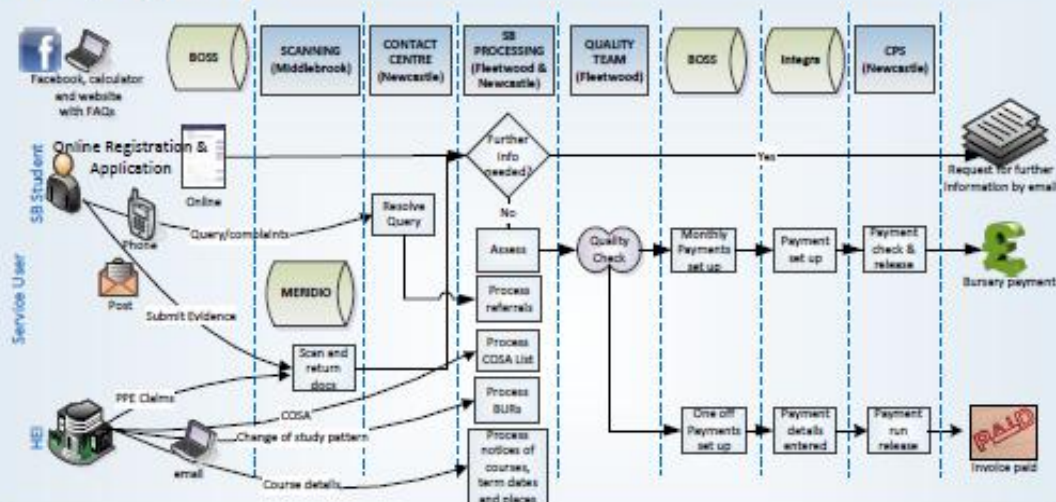 BOSS
SCANNING
(Middlebrook)
CONTACT
CENTRE
(Newcastle)
SB
PROCESSING
(Fleetwood &
Newcastle)
QUALITY
TEAM
(Fleetwood)
BOSS
Integra
CPS
(Newcastle)
Facebook, calculator
and website
with FAQs
SB Student
Online Registration &
Application
Online
Further
Info
needed?
Yes
Request for further
information by email
No
Phone
Query/complaints
Resolve
Query
Assess
Quality
Check
Monthly
Payments
set up
Payment
set up
Payment
check &
release
Bursary payment
Service User
Post
Submit Evidence
MERIDIO
Process
referrals
Scan and
return
docs
Process
COSA List
PPE Claims
COSA
Process
BURs
HEI
Change of study pattern
email
Course details
Process
notices of
courses,
term dates
and places
One off
Payments
set up
Payment
details
entered
Payment
run
release
PAID
Invoice paid